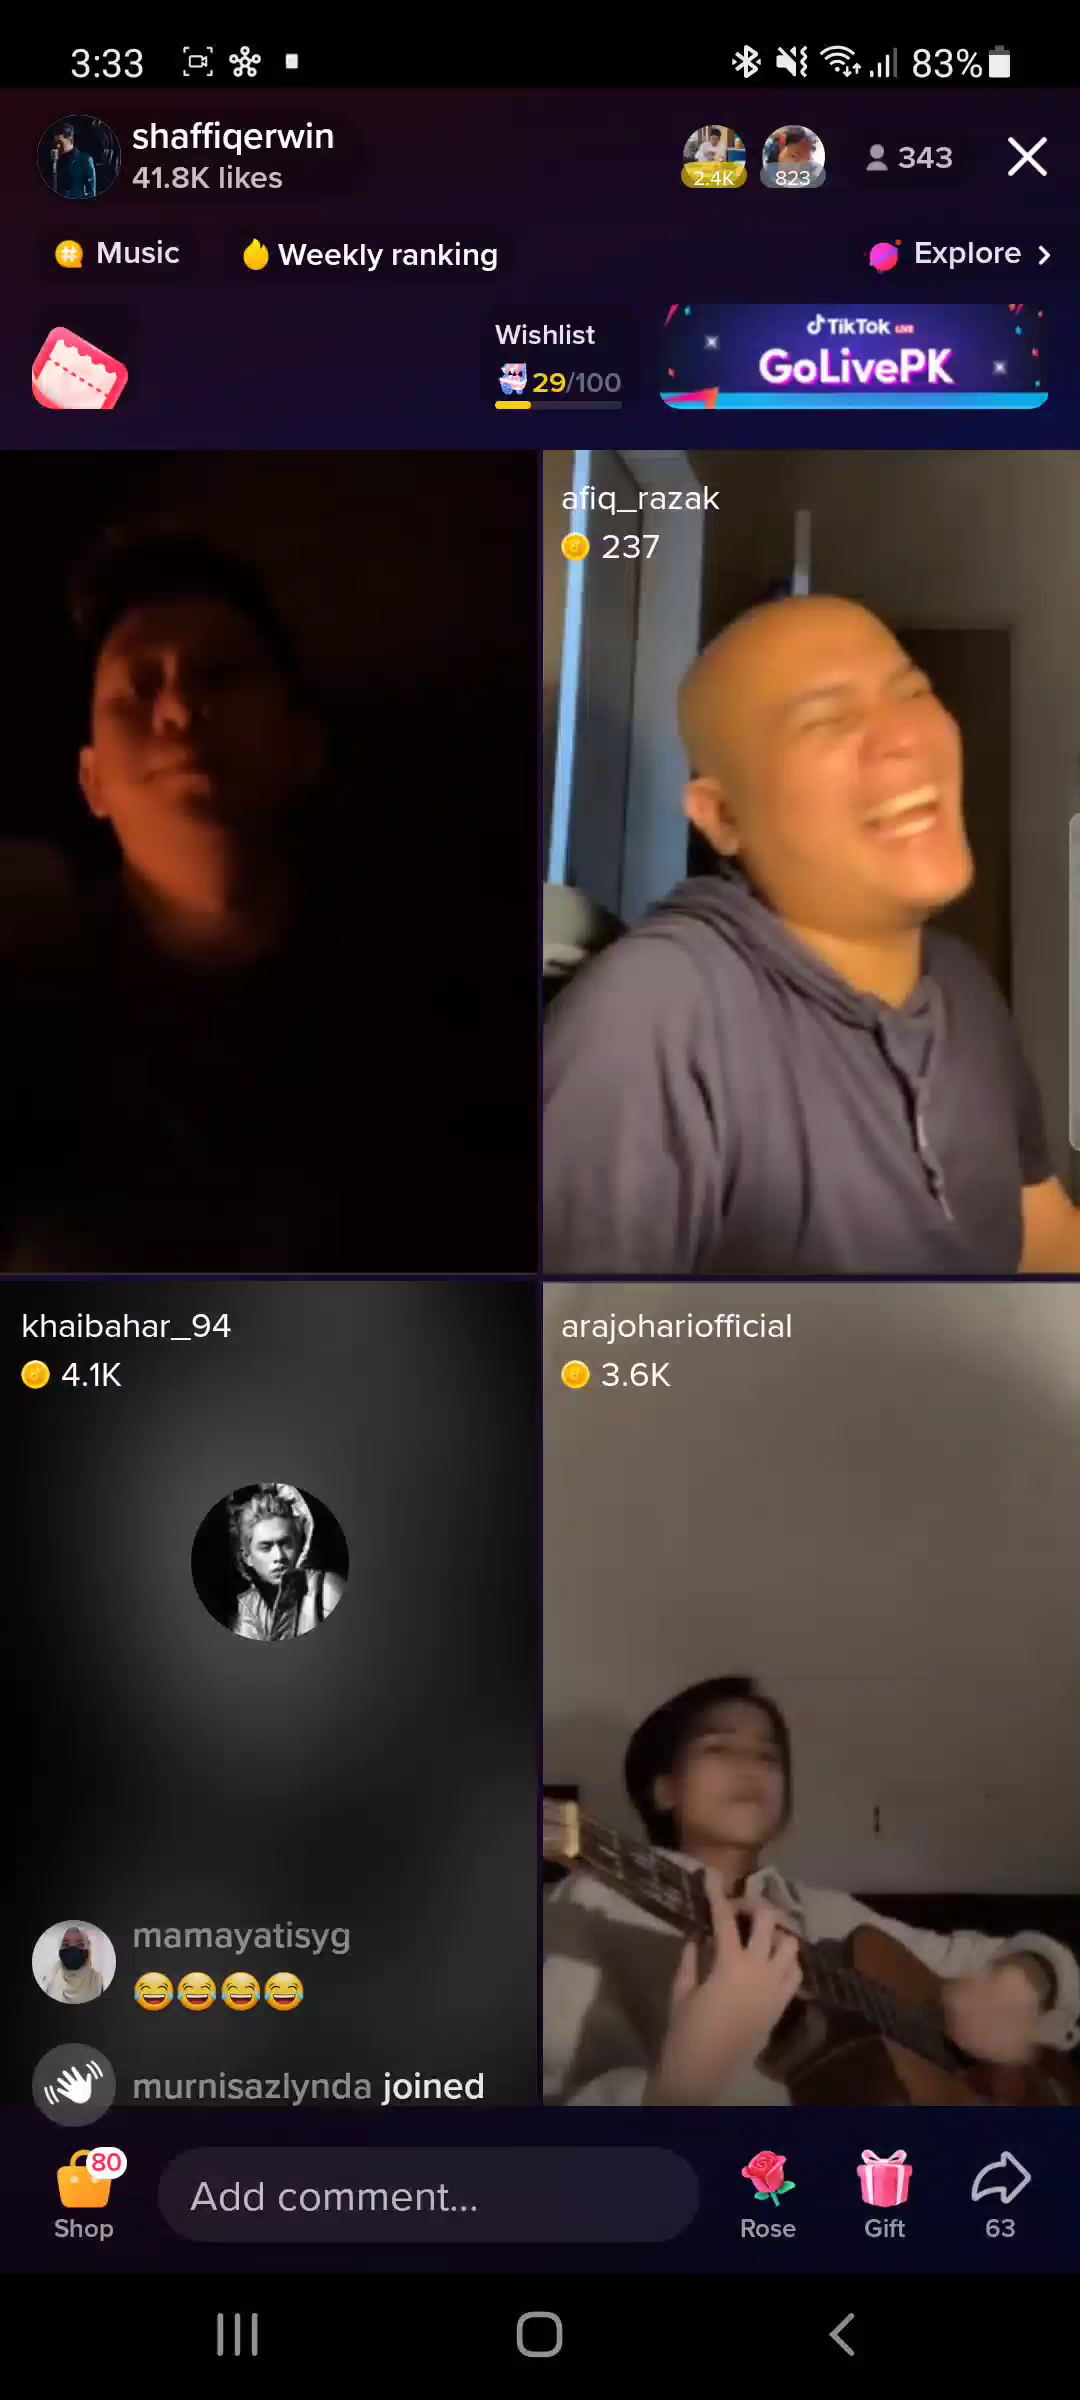 3:33
83%
shaffiqerwin
41.8K likes
2.4K
823
343
Music
Weekly ranking
Explore
Wishlist
29/100
TikTok LIVE
GoLivePK
afiq_razak
237
khaibahar_94
4.1K
arajohariofficial
3.6K
mamayatisyg
😂😂😂😂
murnisazlynda joined
80
Shop
Add comment...
Rose
Gift
63